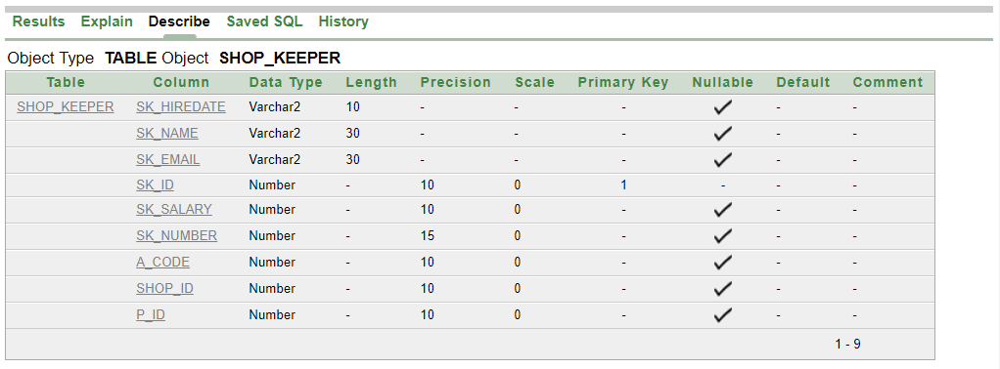 Results Explain Describe Saved SQL History
Object Type TABLE Object SHOP_KEEPER
Table Column Data Type Length Precision Scale Primary Key Nullable Default Comment
SHOP_KEEPER SK_HIREDATE Varchar2 10 - - - ✓ - -
SK_NAME Varchar2 30 - - - ✓ - -
SK_EMAIL Varchar2 30 - - - ✓ - -
SK_ID Number - 10 0 1 - - -
SK_SALARY Number - 10 0 - ✓ - -
SK_NUMBER Number - 15 0 - ✓ - -
A_CODE Number - 10 0 - ✓ - -
SHOP_ID Number - 10 0 - ✓ - -
P_ID Number - 10 0 - ✓ - -
1 - 9